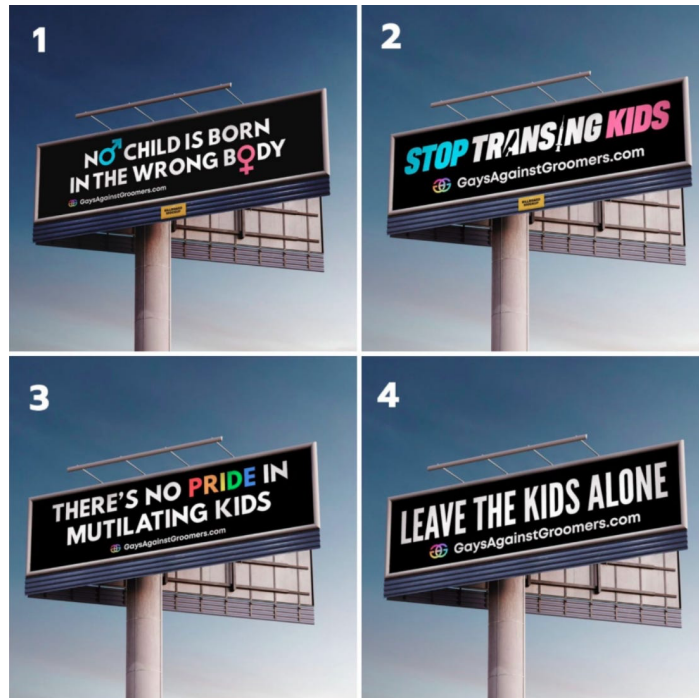 1
NO CHILD IS BORN
IN THE WRONG BODY
GaysAgainstGroomers.com
2
STOP TRANSING KIDS
GaysAgainstGroomers.com
3
THERE'S NO PRIDE IN
MUTILATING KIDS
GaysAgainstGroomers.com
4
LEAVE THE KIDS ALONE
GaysAgainstGroomers.com